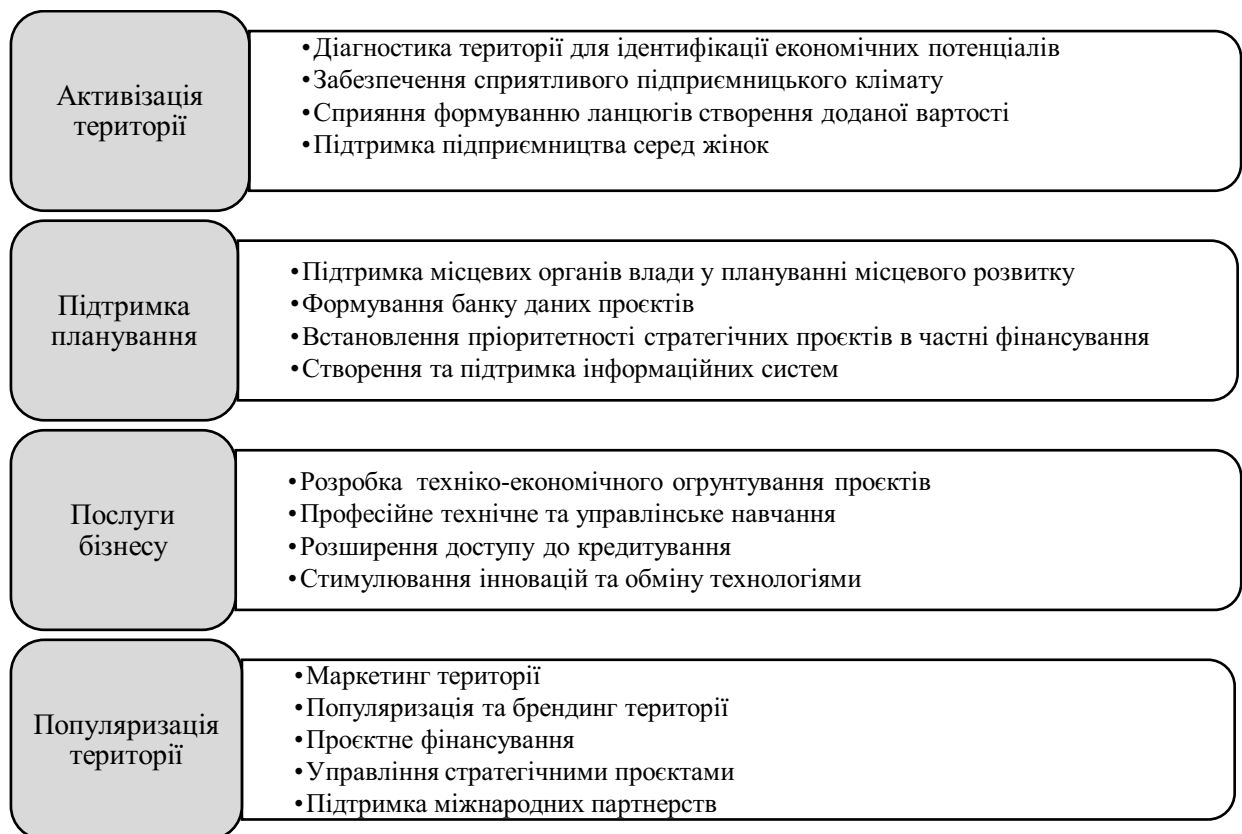 Активізація
території
•Діагностика території для ідентифікації економічних потенціалів
•Забезпечення сприятливого підприємницького клімату
•Сприяння формуванню ланцюгів створення доданої вартості
•Підтримка підприємництва серед жінок
Підтримка
планування
•Підтримка місцевих органів влади у плануванні місцевого розвитку
•Формування банку даних проєктів
•Встановлення пріоритетності стратегічних проєктів в частні фінансування
•Створення та підтримка інформаційних систем
Послуги
бізнесу
•Розробка техніко-економічного огрунтування проєктів
•Професійне технічне та управлінське навчання
•Розширення доступу до кредитування
•Стимулювання інновацій та обміну технологіями
Популяризація
території
•Маркетинг території
•Популяризація та брендинг території
•Проєктне фінансування
•Управління стратегічними проєктами
•Підтримка міжнародних партнерств